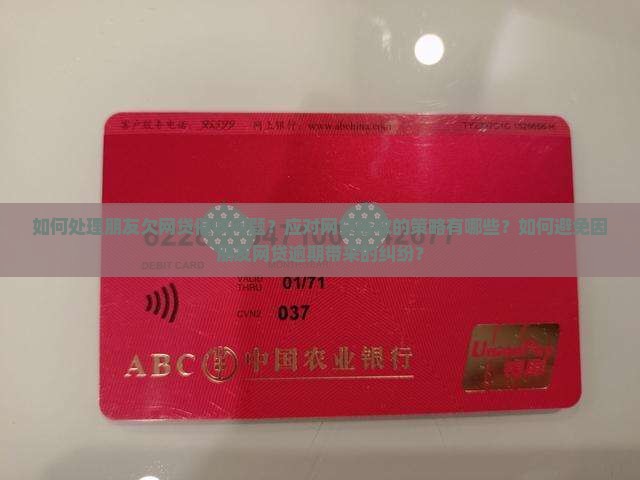 客户服务电话：95599 网上银行：www.abchina.com
如何处理朋友欠网贷 ？应对网 的策略有哪些？如何避免因
网贷逾期带来的纠纷？
DEBIT CARD
VALID
THRU 01/71
CVN2 037
ABC 中国农业银行
UnionPay
银联